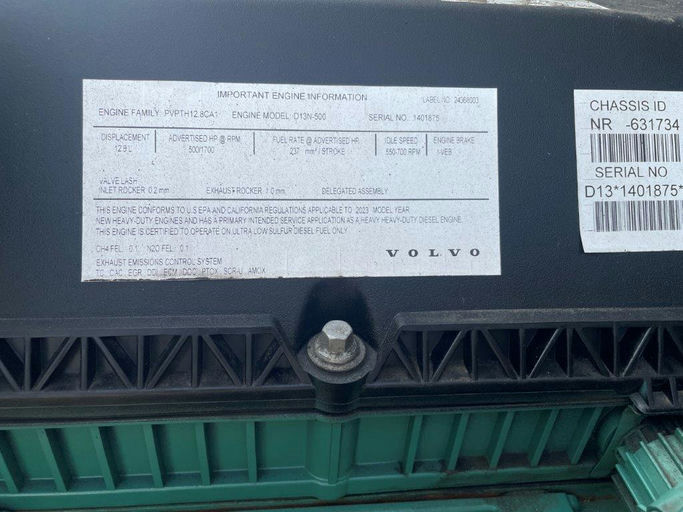 IMPORTANT ENGINE INFORMATION
LABEL NO. 24068003
ENGINE FAMILY PVPTH12.8CA1 ENGINE MODEL: D13N-500 SERIAL NO. 1401875
DISPLACEMENT ADVERTISED HP @ RPM FUEL RATE @ ADVERTISED HP IDLE SPEED ENGINE BRAKE
12.8 L 500/1700 237 mm³/ STROKE 550-700 RPM I-VEB
VALVE LASH
INLET ROCKER 0.2 mm EXHAUST ROCKER 1.0 mm DELEGATED ASSEMBLY
THIS ENGINE CONFORMS TO U.S EPA AND CALIFORNIA REGULATIONS APPLICABLE TO 2023 MODEL YEAR
NEW HEAVY-DUTY ENGINES AND HAS A PRIMARY INTENDED SERVICE APPLICATION AS A HEAVY HEAVY-DUTY DIESEL ENGINE.
THIS ENGINE IS CERTIFIED TO OPERATE ON ULTRA LOW SULFUR DIESEL FUEL ONLY
CH4 FEL: 0.1 N2O FEL: 0.1
EXHAUST EMISSIONS CONTROL SYSTEM
TC, CAC, EGR, DDI, ECM, DOC, PTOX, SCR-U, AMOX
VOLVO
CHASSIS ID
NR -631734
SERIAL NO
D13*1401875*